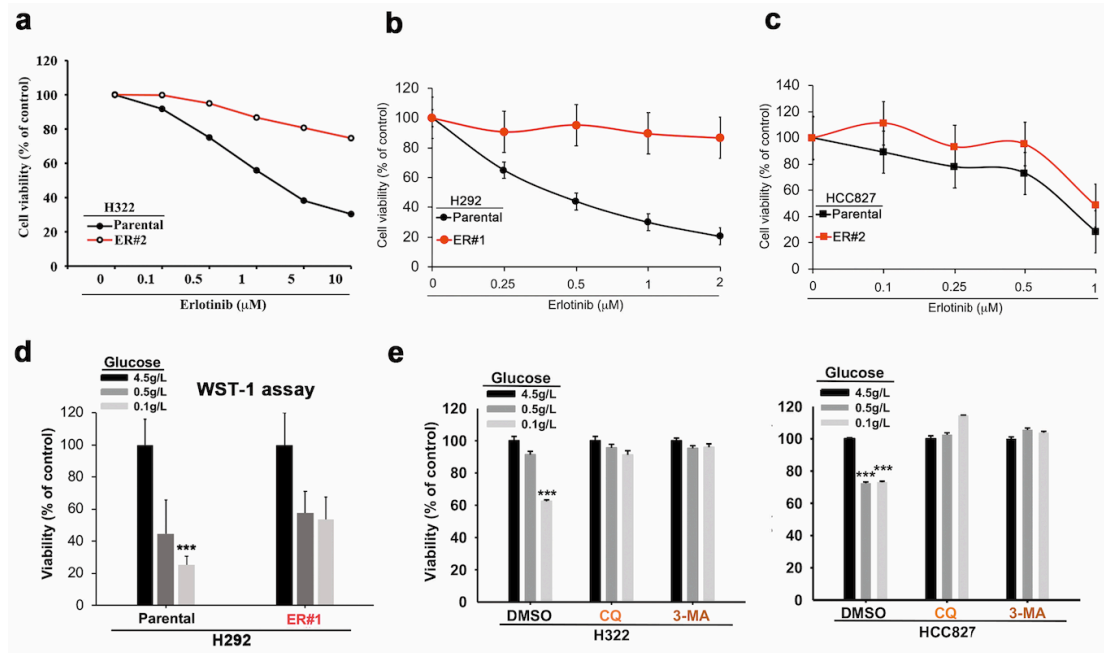 a
Cell viability (% of control)
120
100
80
60
40
20
0
H322
Parental
ER#2
0 0.1 0.5 1 5 10
Erlotinib (μM)
b
Cell viability (% of control)
120
100
80
60
40
20
0
H292
Parental
ER#1
0 0.25 0.5 1 2
Erlotinib (μM)
c
Cell viability (% of control)
140
120
100
80
60
40
20
0
HCC827
Parental
ER#2
0 0.1 0.25 0.5 1
Erlotinib (μM)
d
Glucose
4.5g/L
0.5g/L
0.1g/L
WST-1 assay
Viability (% of control)
120
100
80
60
40
20
0
***
Parental ER#1
H292
e
Glucose
4.5g/L
0.5g/L
0.1g/L
Viability (% of control)
120
100
80
60
40
20
0
***
DMSO CQ 3-MA
H322
Glucose
4.5g/L
0.5g/L
0.1g/L
120
100
80
60
40
20
0
*** ***
DMSO CQ 3-MA
HCC827